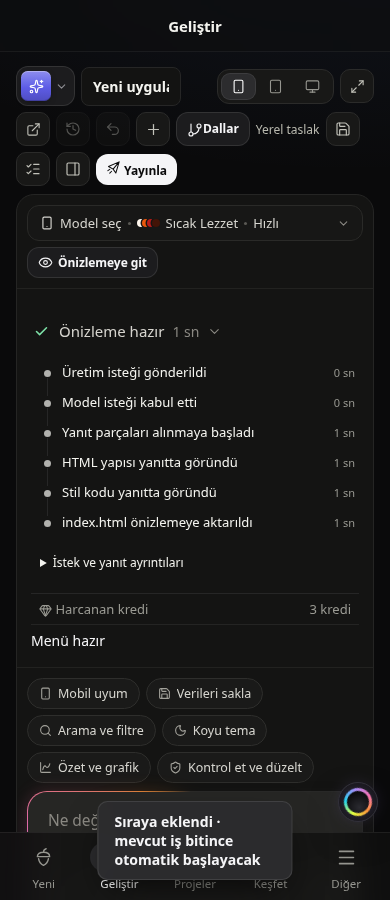 Geliştir
Yeni uygula
Dallar
Yerel taslak
Yayınla
Model seç • Sıcak Lezzet • Hızlı
Önizlemeye git
Önizleme hazır 1 sn
Üretim isteği gönderildi 0 sn
Model isteği kabul etti 0 sn
Yanıt parçaları alınmaya başladı 1 sn
HTML yapısı yanıtta göründü 1 sn
Stil kodu yanıtta göründü 1 sn
index.html önizlemeye aktarıldı 1 sn
İstek ve yanıt ayrıntıları
Harcanan kredi 3 kredi
Menü hazır
Mobil uyum Verileri sakla
Arama ve filtre Koyu tema
Özet ve grafik Kontrol et ve düzelt
Ne değ
Sıraya eklendi ·
mevcut iş bitince
otomatik başlayacak
Yeni Geliştir Projeler Keşfet Diğer